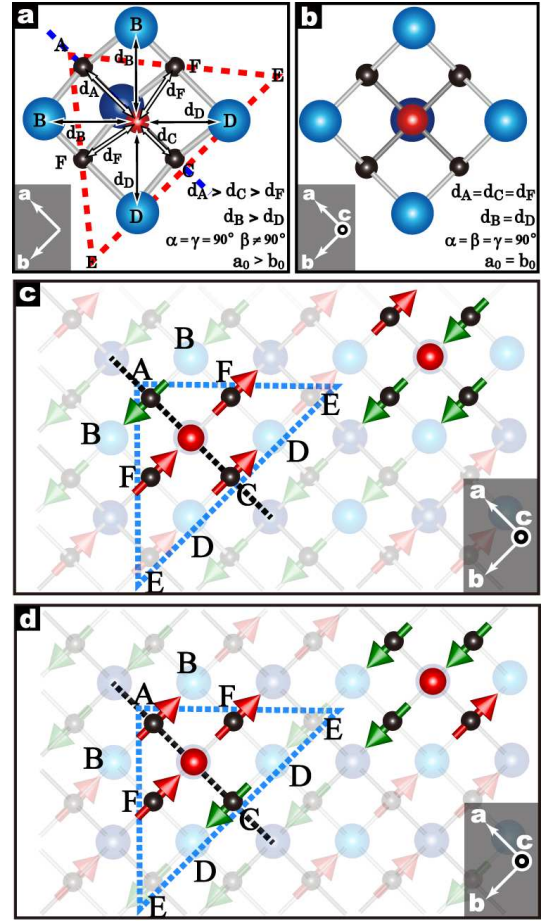 a
B
A
F
E
d_B
d_A
d_F
B
d_B
d_D
D
d_C
F
d_F
C
d_D
D
E
a
b
d_A > d_C > d_F
d_B > d_D
α = γ = 90° β ≠ 90°
a_0 > b_0
b
a
c
b
d_A = d_C = d_F
d_B = d_D
α = β = γ = 90°
a_0 = b_0
c
B
A
F
E
B
D
F
C
D
E
a
c
b
d
B
A
F
E
B
D
F
C
D
E
a
c
b